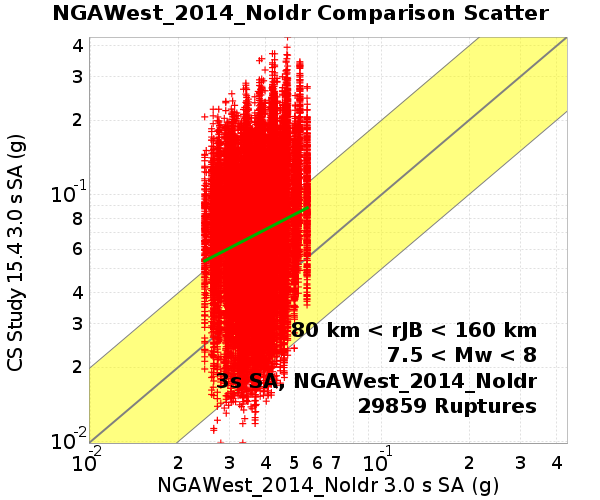 NGAWest_2014_NoIdr Comparison Scatter
CS Study 15.4 3.0 s SA (g)
4
3
2
10-1
8
6
4
3
2
10-2
80 km < rJB < 160 km
7.5 < Mw < 8
3s SA, NGAWest_2014_NoIdr
29859 Ruptures
10-2 2 3 4 5 6 7 10-1 2 3 4
NGAWest_2014_NoIdr 3.0 s SA (g)